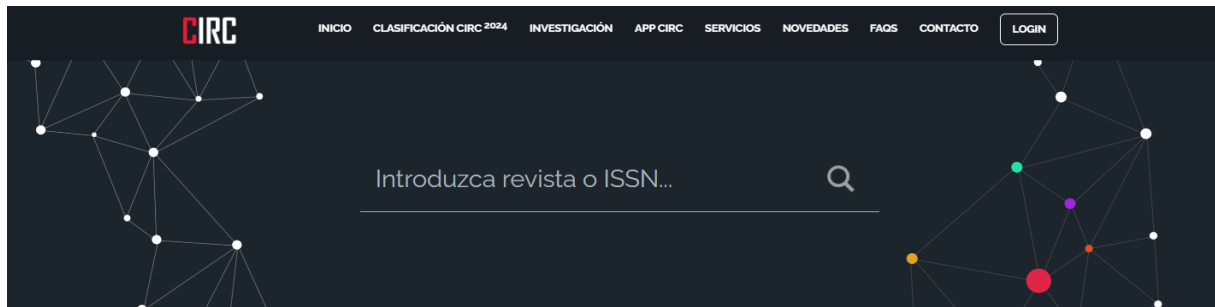 CIRC INICIO CLASIFICACIÓN CIRC 2024 INVESTIGACIÓN APP CIRC SERVICIOS NOVEDADES FAQS CONTACTO LOGIN
Introduzca revista o ISSN...